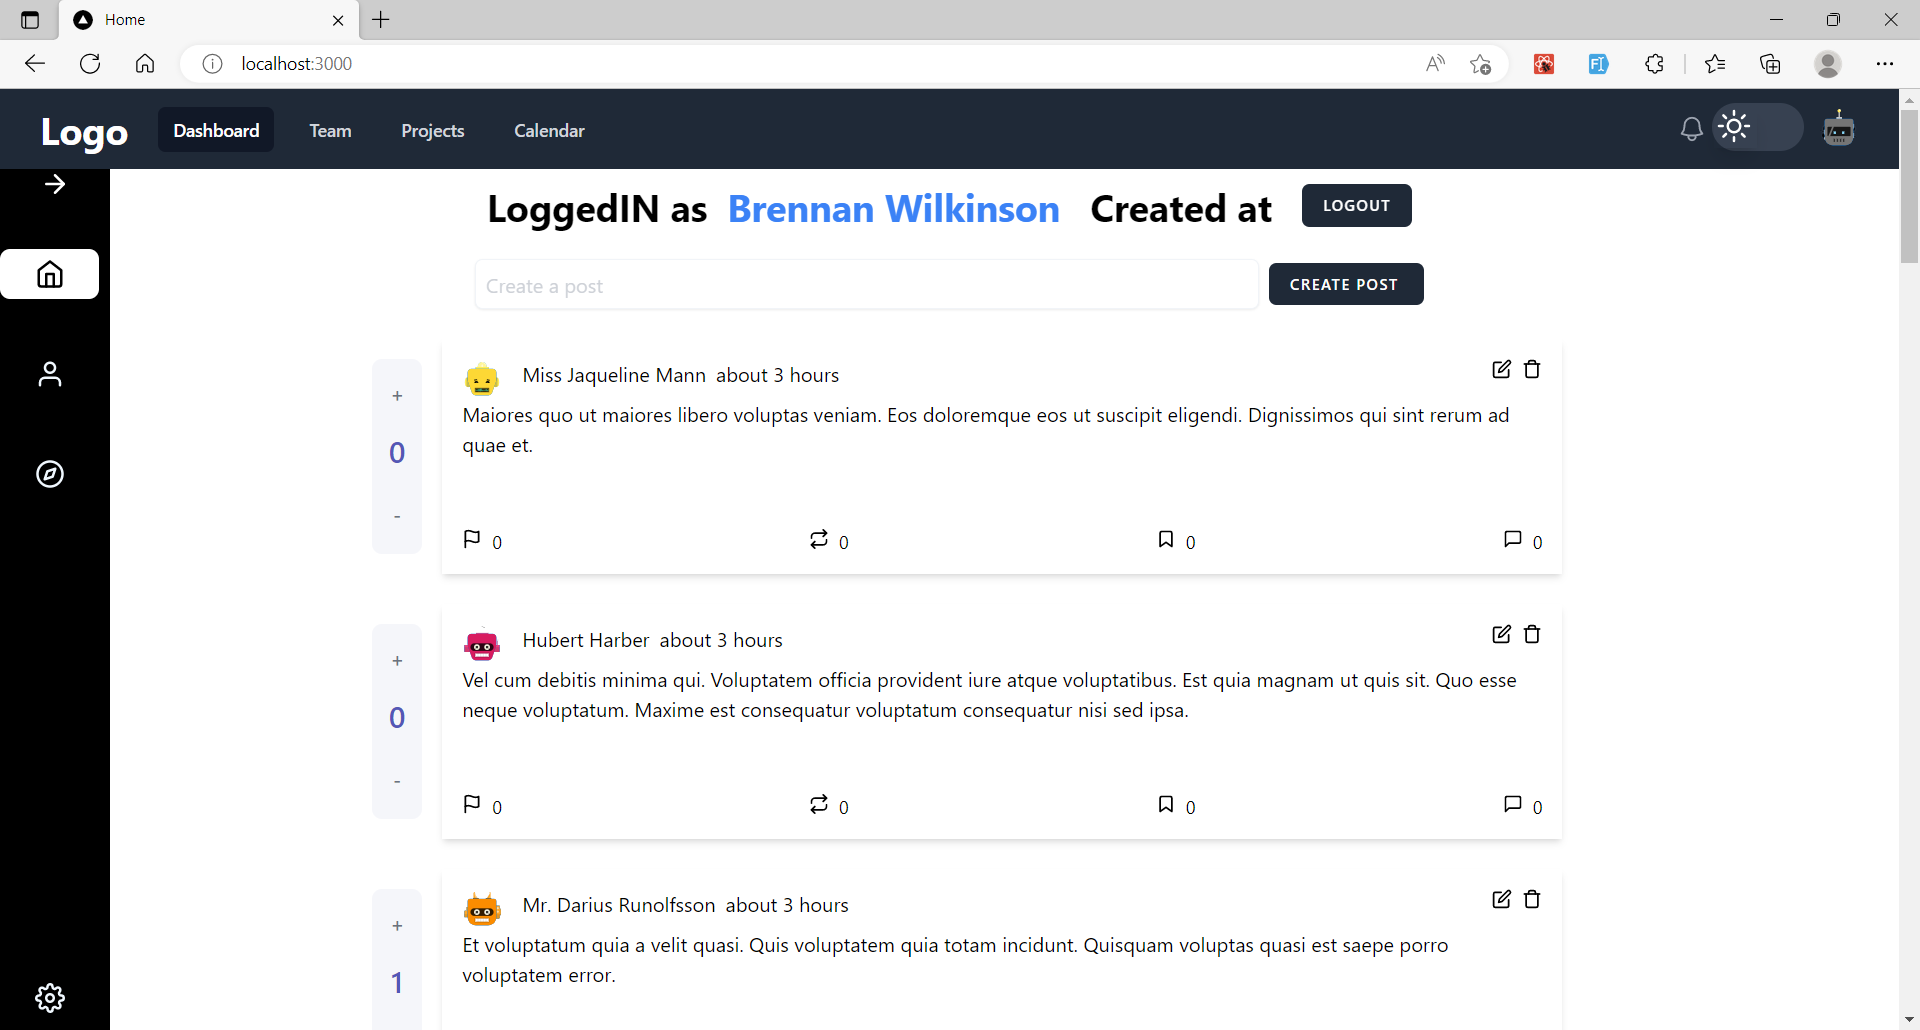 Home
localhost:3000
Logo
Dashboard
Team
Projects
Calendar
LoggedIN as Brennan Wilkinson Created at
LOGOUT
Create a post
CREATE POST
+
0
-
Miss Jaqueline Mann about 3 hours
Maiores quo ut maiores libero voluptas veniam. Eos doloremque eos ut suscipit eligendi. Dignissimos qui sint rerum ad
quae et.
0
0
0
0
+
0
-
Hubert Harber about 3 hours
Vel cum debitis minima qui. Voluptatem officia provident iure atque voluptatibus. Est quia magnam ut quis sit. Quo esse
neque voluptatum. Maxime est consequatur voluptatum consequatur nisi sed ipsa.
0
0
0
0
+
1
Mr. Darius Runolfsson about 3 hours
Et voluptatum quia a velit quasi. Quis voluptatem quia totam incidunt. Quisquam voluptas quasi est saepe porro
voluptatem error.